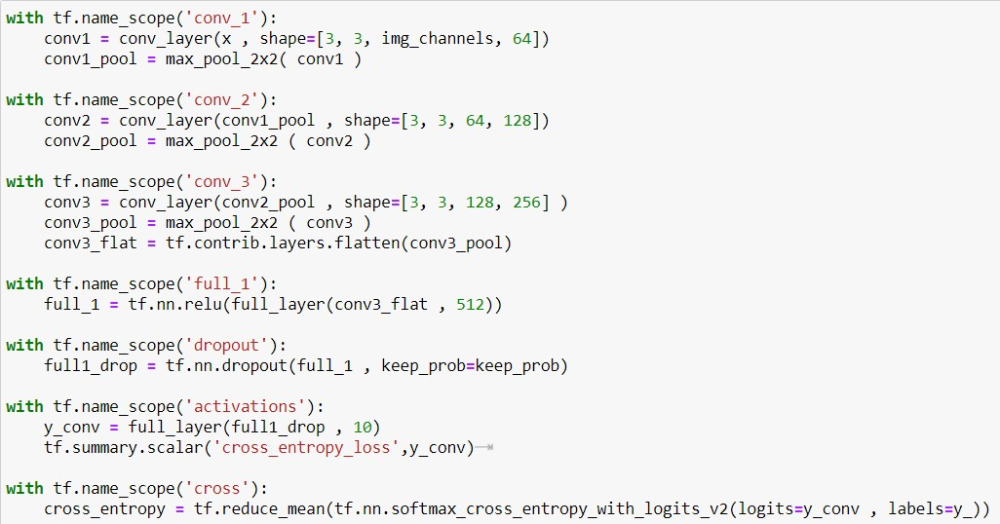 with tf.name_scope('conv_1'):
    conv1 = conv_layer(x , shape=[3, 3, img_channels, 64])
    conv1_pool = max_pool_2x2( conv1 )

with tf.name_scope('conv_2'):
    conv2 = conv_layer(conv1_pool , shape=[3, 3, 64, 128])
    conv2_pool = max_pool_2x2 ( conv2 )

with tf.name_scope('conv_3'):
    conv3 = conv_layer(conv2_pool , shape=[3, 3, 128, 256] )
    conv3_pool = max_pool_2x2 ( conv3 )
    conv3_flat = tf.contrib.layers.flatten(conv3_pool)

with tf.name_scope('full_1'):
    full_1 = tf.nn.relu(full_layer(conv3_flat , 512))

with tf.name_scope('dropout'):
    full1_drop = tf.nn.dropout(full_1 , keep_prob=keep_prob)

with tf.name_scope('activations'):
    y_conv = full_layer(full1_drop , 10)
    tf.summary.scalar('cross_entropy_loss',y_conv)

with tf.name_scope('cross'):
    cross_entropy = tf.reduce_mean(tf.nn.softmax_cross_entropy_with_logits_v2(logits=y_conv , labels=y_))